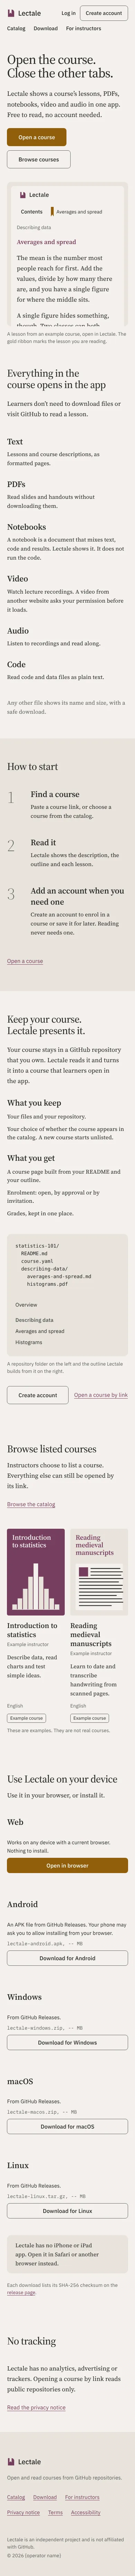 Lectale
Log in
Create account
Catalog
Download
For instructors
Open the course.
Close the other tabs.
Lectale shows a course's lessons, PDFs,
notebooks, video and audio in one app.
Free to read, no account needed.
Open a course
Browse courses
Lectale
Contents
Averages and spread
Describing data
Averages and spread
The mean is the number most
people reach for first. Add the
values, divide by how many there
are, and you have a single figure
for where the middle sits.
A single figure hides something,
though. Two classes can both
A lesson from an example course, open in Lectale. The
gold ribbon marks the lesson you are reading.
Everything in the
course opens in the app
Learners don't need to download files or
visit GitHub to read a lesson.
Text
Lessons and course descriptions, as
formatted pages.
PDFs
Read slides and handouts without
downloading them.
Notebooks
A notebook is a document that mixes text,
code and results. Lectale shows it. It does not
run the code.
Video
Watch lecture recordings. A video from
another website asks your permission before
it loads.
Audio
Listen to recordings and read along.
Code
Read code and data files as plain text.
Any other file shows its name and size, with a
safe download.
How to start
1
Find a course
Paste a course link, or choose a
course from the catalog.
2
Read it
Lectale shows the description, the
outline and each lesson.
3
Add an account when you
need one
Create an account to enrol in a
course or save it for later. Reading
never needs one.
Open a course
Keep your course.
Lectale presents it.
Your course stays in a GitHub repository
that you own. Lectale reads it and turns
it into a course that learners open in
the app.
What you keep
Your files and your repository.
Your choice of whether the course appears in
the catalog. A new course starts unlisted.
What you get
A course page built from your README and
your outline.
Enrolment: open, by approval or by
invitation.
Grades, kept in one place.
statistics-101/
README.md
course.yaml
describing-data/
averages-and-spread.md
histograms.pdf
Overview
Describing data
Averages and spread
Histograms
A repository folder on the left and the outline Lectale
builds from it on the right.
Create account
Open a course by link
Browse listed courses
Instructors choose to list a course.
Everything else can still be opened by
its link.
Browse the catalog
Introduction
to statistics
Introduction to
statistics
Example instructor
Describe data, read
charts and test
simple ideas.
English
Example course
Reading
medieval
manuscripts
Reading
medieval
manuscripts
Example instructor
Learn to date and
transcribe
handwriting from
scanned pages.
English
Example course
These are examples. They are not real courses.
Use Lectale on your device
Use it in your browser, or install it.
Web
Works on any device with a current browser.
Nothing to install.
Open in browser
Android
An APK file from GitHub Releases. Your phone may
ask you to allow installing from your browser.
lectale-android.apk, -- MB
Download for Android
Windows
From GitHub Releases.
lectale-windows.zip, -- MB
Download for Windows
macOS
From GitHub Releases.
lectale-macos.zip, -- MB
Download for macOS
Linux
From GitHub Releases.
lectale-linux.tar.gz, -- MB
Download for Linux
Lectale has no iPhone or iPad
app. Open it in Safari or another
browser instead.
Each download lists its SHA-256 checksum on the
release page.
No tracking
Lectale has no analytics, advertising or
trackers. Opening a course by link reads
public repositories only.
Read the privacy notice
Lectale
Open and read courses from GitHub repositories.
Catalog
Download
For instructors
Privacy notice
Terms
Accessibility
Lectale is an independent project and is not affiliated
with GitHub.
© 2026 {operator name}